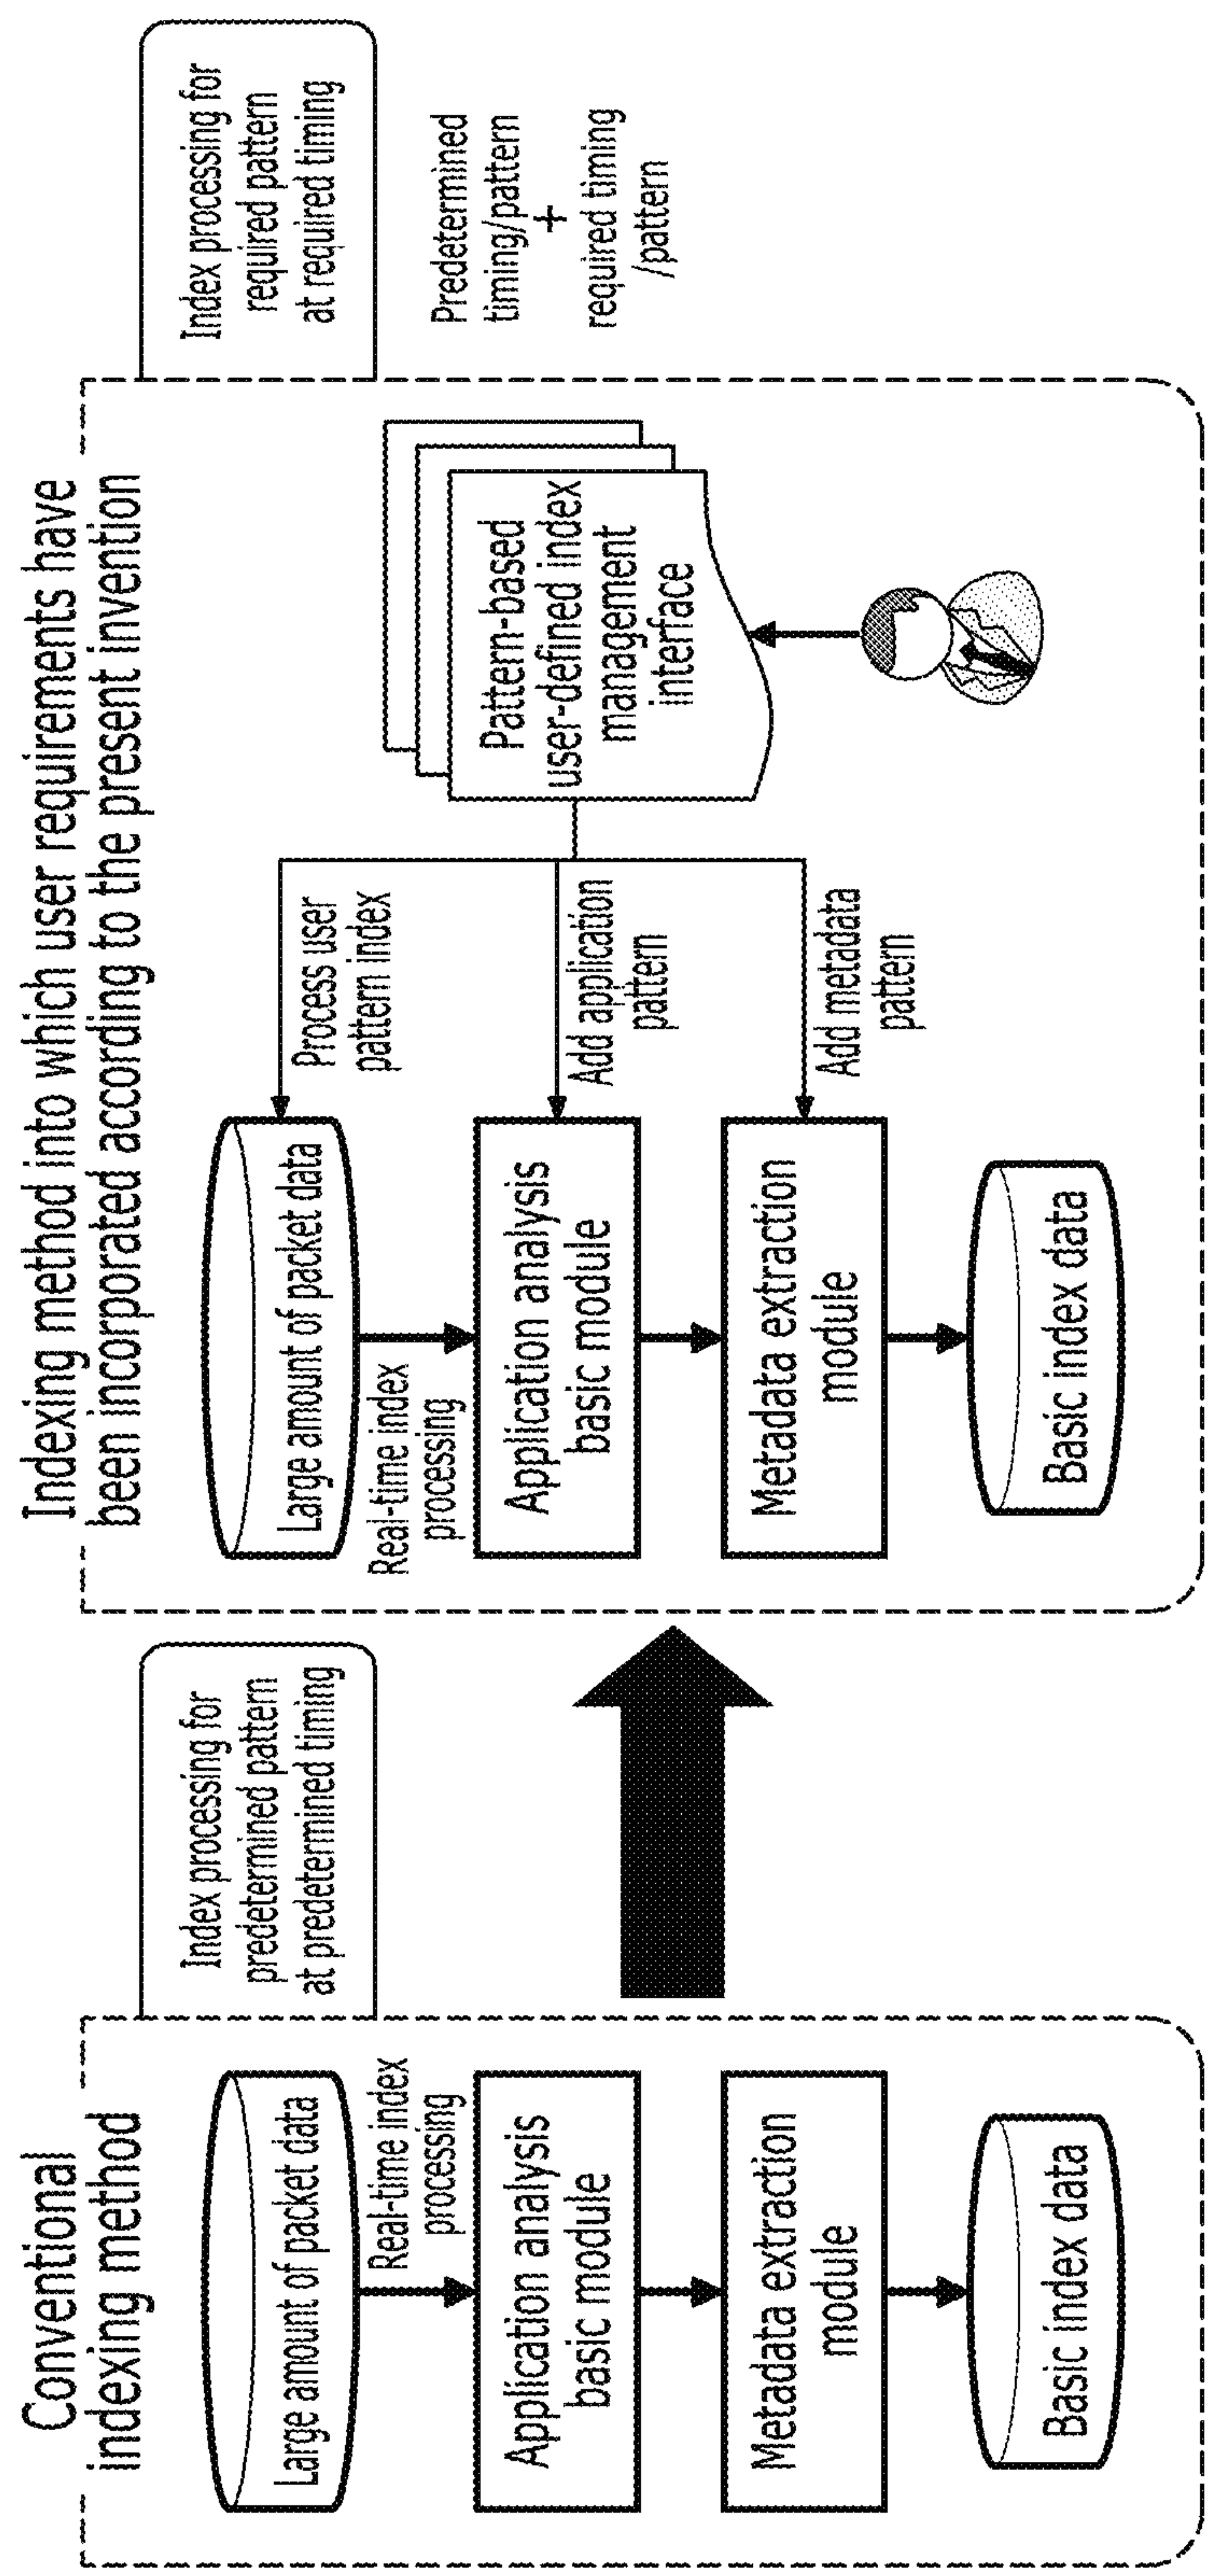 Conventional
indexing method
Large amount of packet data
Real-time index
processing
Application analysis
basic module
Metadata extraction
module
Basic index data
Index processing for
predetermined pattern
at predetermined timing
Indexing method into which user requirements have
been incorporated according to the present invention
Large amount of packet data
Real-time index
processing
Application analysis
basic module
Metadata extraction
module
Basic index data
Process user
pattern index
Add application
pattern
Add metadata
pattern
Pattern-based
user-defined index
management
interface
Index processing for
required pattern
at required timing
Predetermined
timing/pattern
+
required timing
/pattern